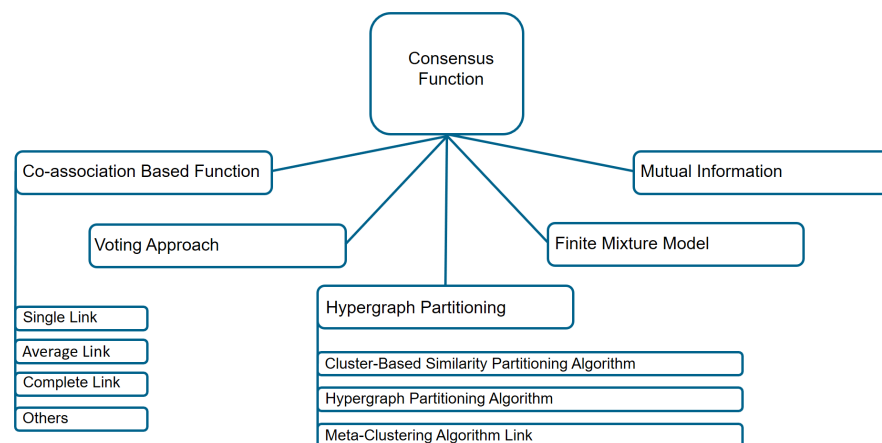 Consensus
Function
Co-association Based Function
Mutual Information
Voting Approach
Finite Mixture Model
Hypergraph Partitioning
Single Link
Average Link
Complete Link
Others
Cluster-Based Similarity Partitioning Algorithm
Hypergraph Partitioning Algorithm
Meta-Clustering Algorithm Link